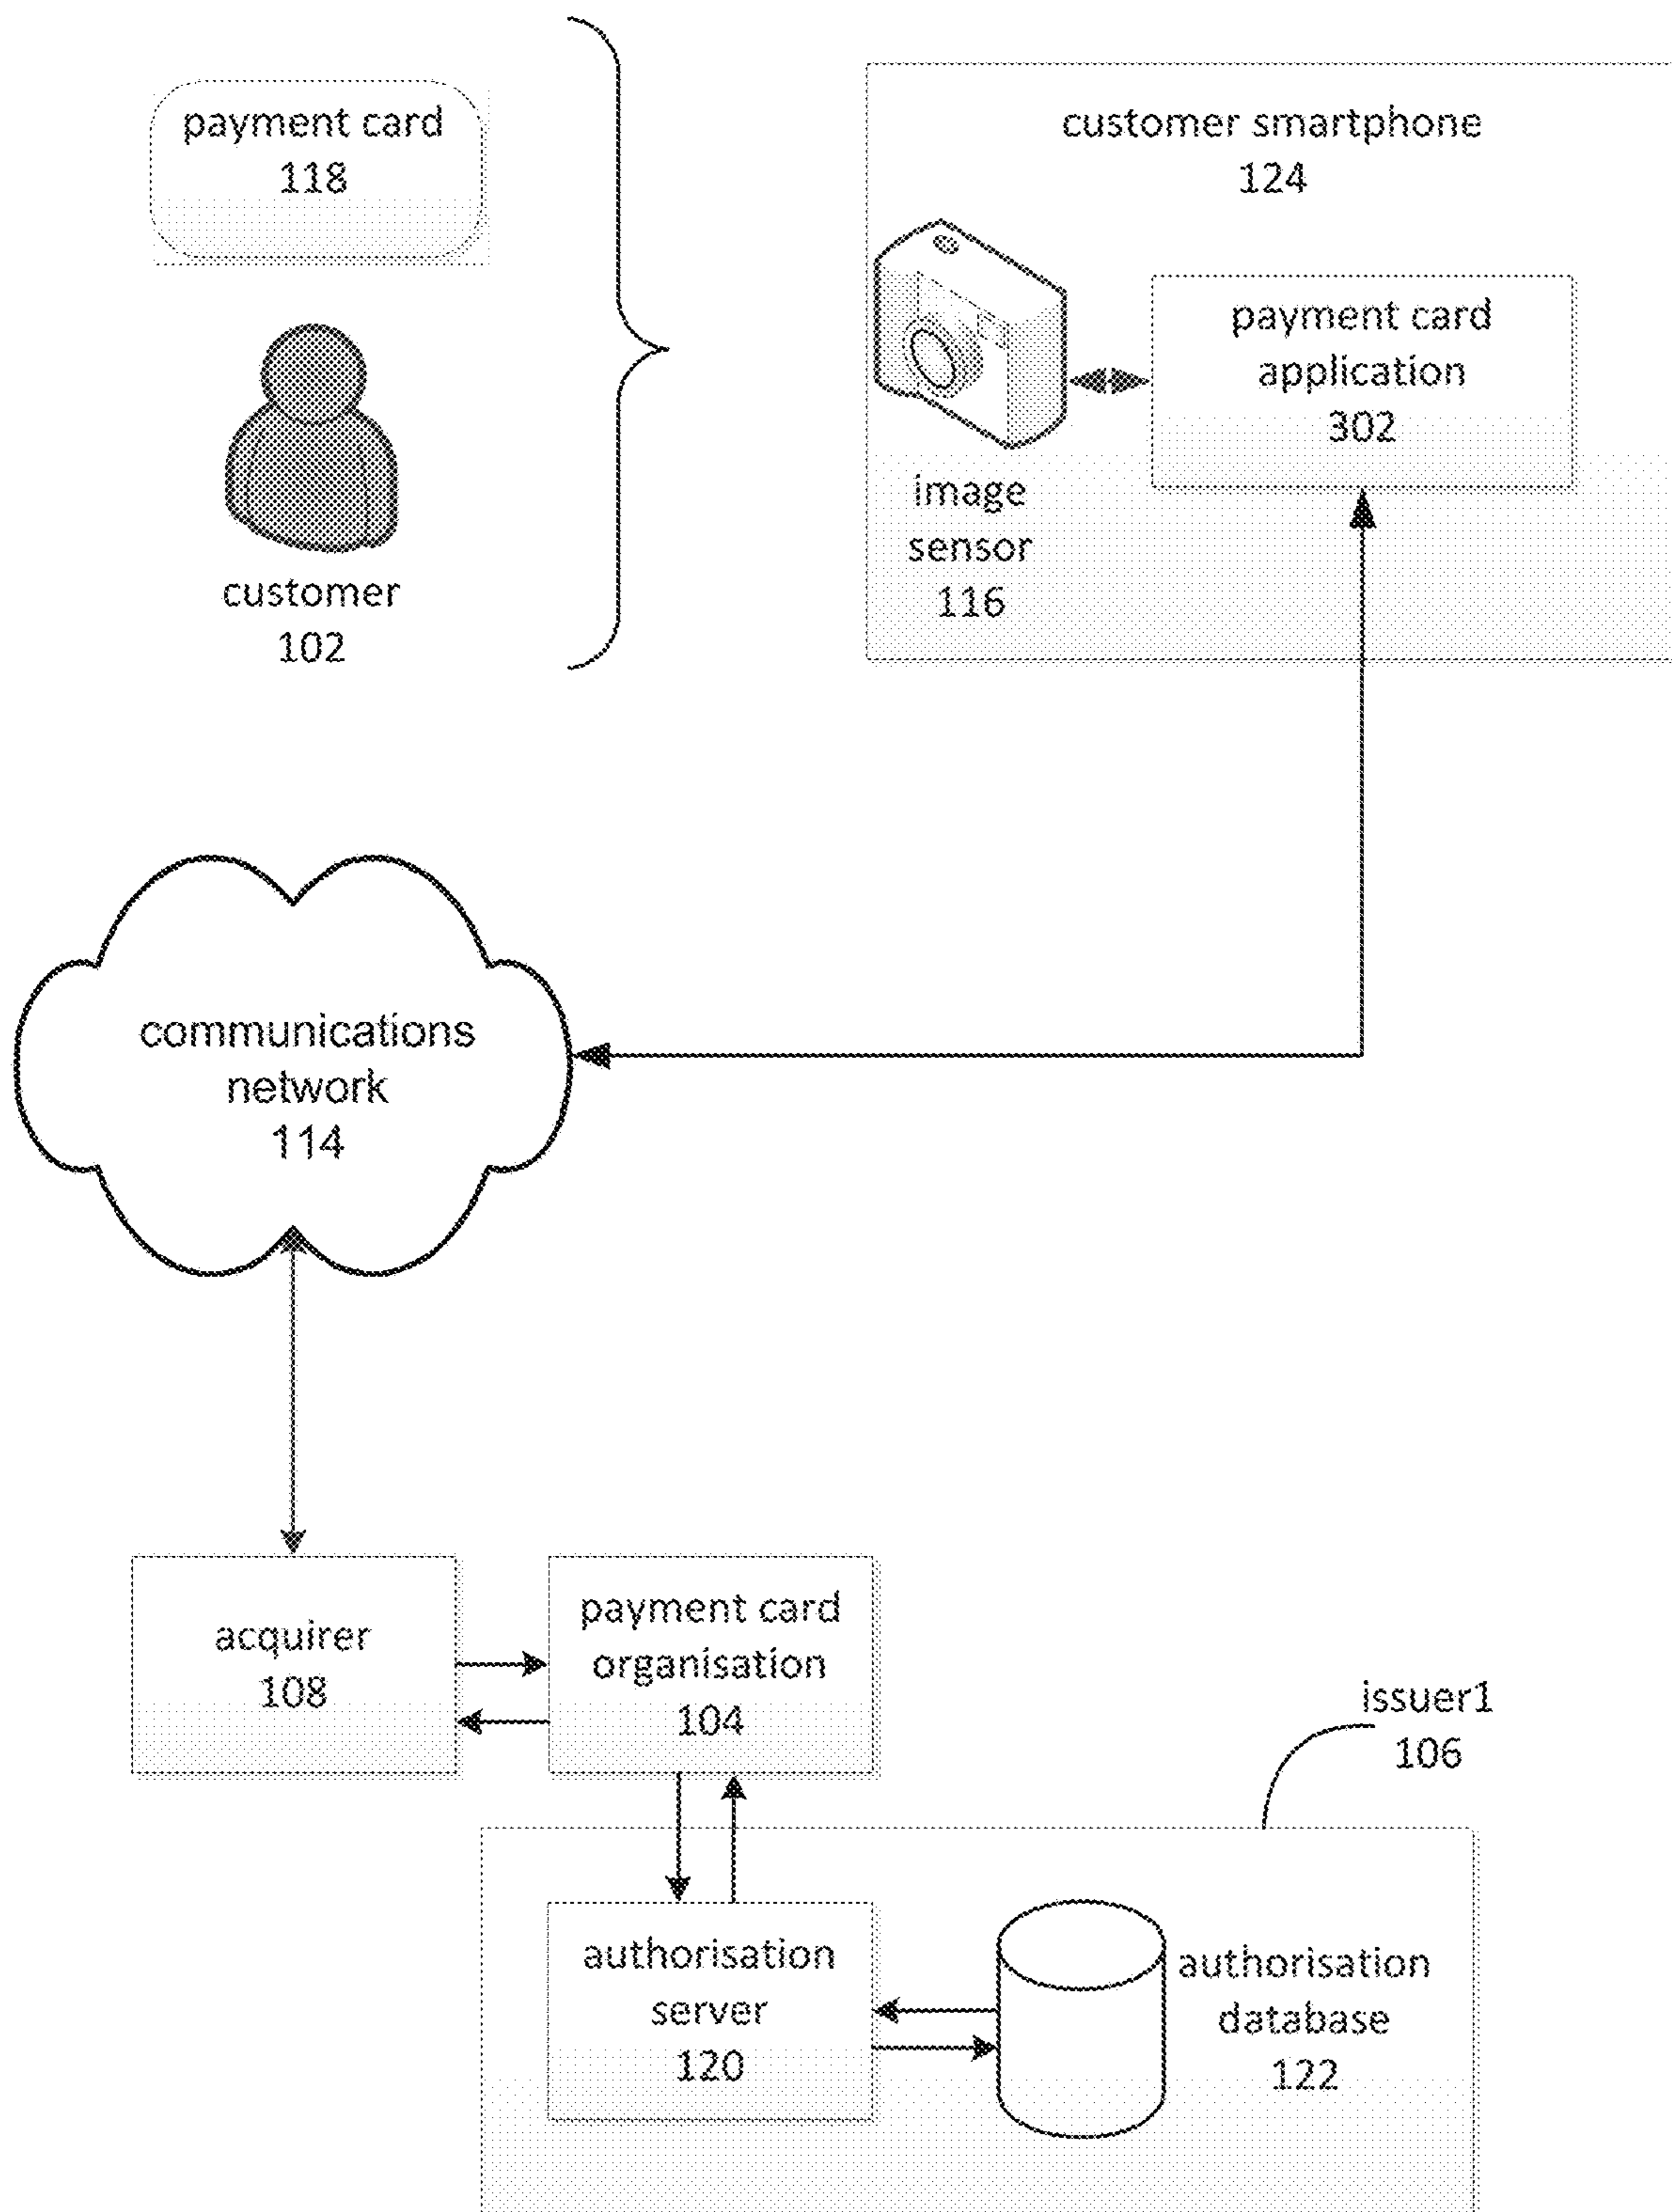 payment card
118
customer
102
customer smartphone
124
payment card
application
302
image
sensor
116
communications
network
114
acquirer
108
payment card
organisation
104
issuer1
106
authorisation
server
120
authorisation
database
122